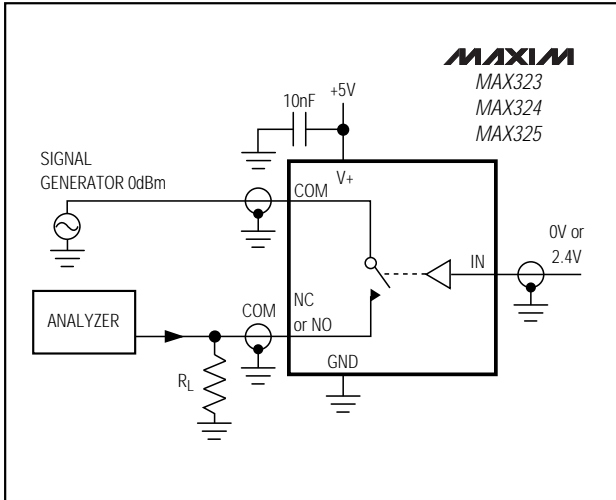 MAXIM
MAX323
MAX324
MAX325
+5V
10nF
V+
SIGNAL
GENERATOR 0dBm
COM
0V or
2.4V
IN
ANALYZER
COM
NC
or NO
GND
RL